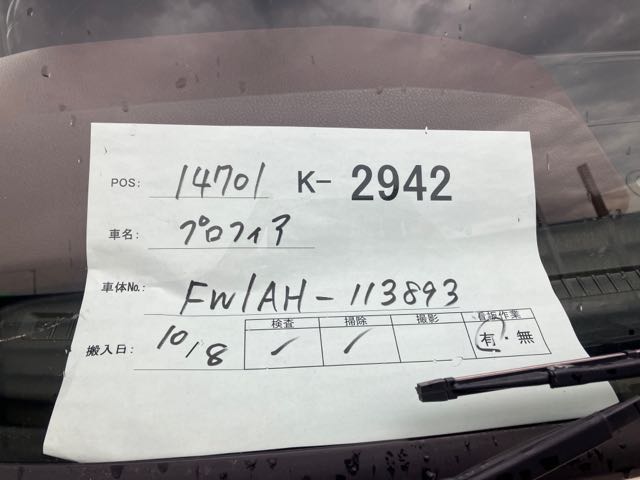 POS: 14701 K-2942
車名: プロフィア
車体No.: FW1AH-113893
搬入日: 10/8
検査 掃除 撮影 看板作業
✓ ✓ 有・無